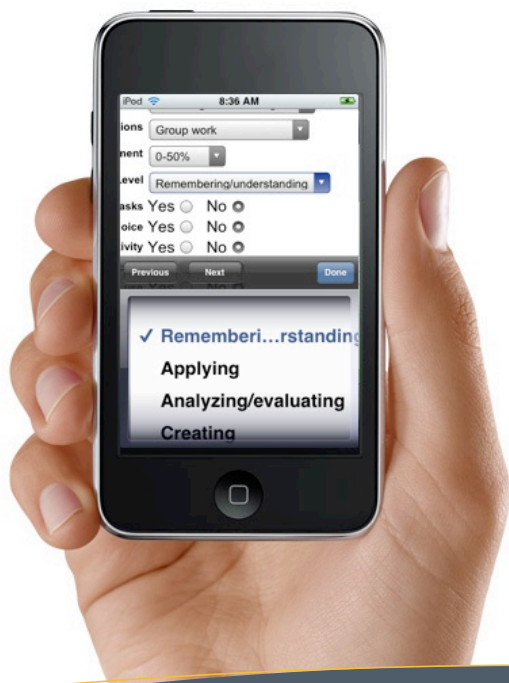 iPod 8:36 AM
ions Group work
ment 0-50%
Level Remembering/understanding
asks Yes No
oice Yes No
ivity Yes No
Previous Next Done
✓ Rememberi...rstanding
Applying
Analyzing/evaluating
Creating